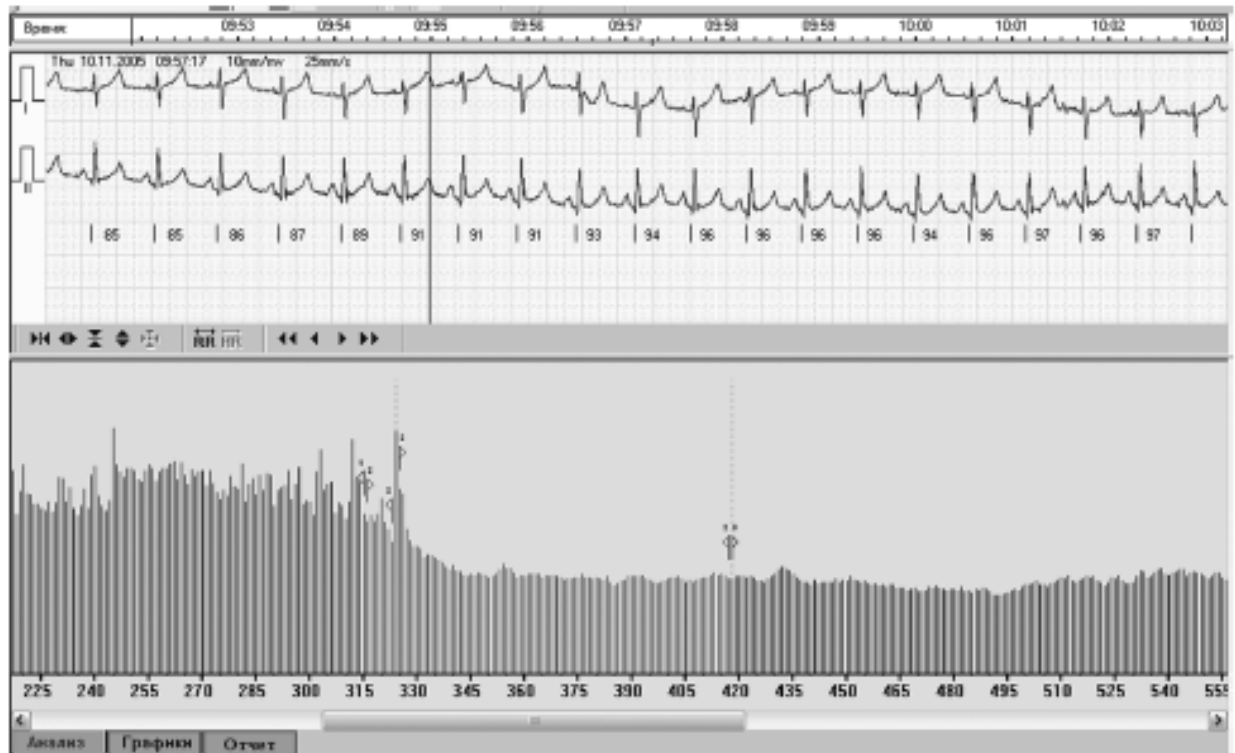 Время: 09:53 09:54 09:55 09:56 09:57 09:58 09:59 10:00 10:01 10:02 10:03
Thu 10.11.2005 09:57:17 10mm/mv 25mm/s
I
II
85 85 86 87 89 91 91 91 93 94 96 96 96 96 94 96 97 96 97
RR HR
225 240 255 270 285 300 315 330 345 360 375 390 405 420 435 450 465 480 495 510 525 540 555
Анализ Графики Отчет